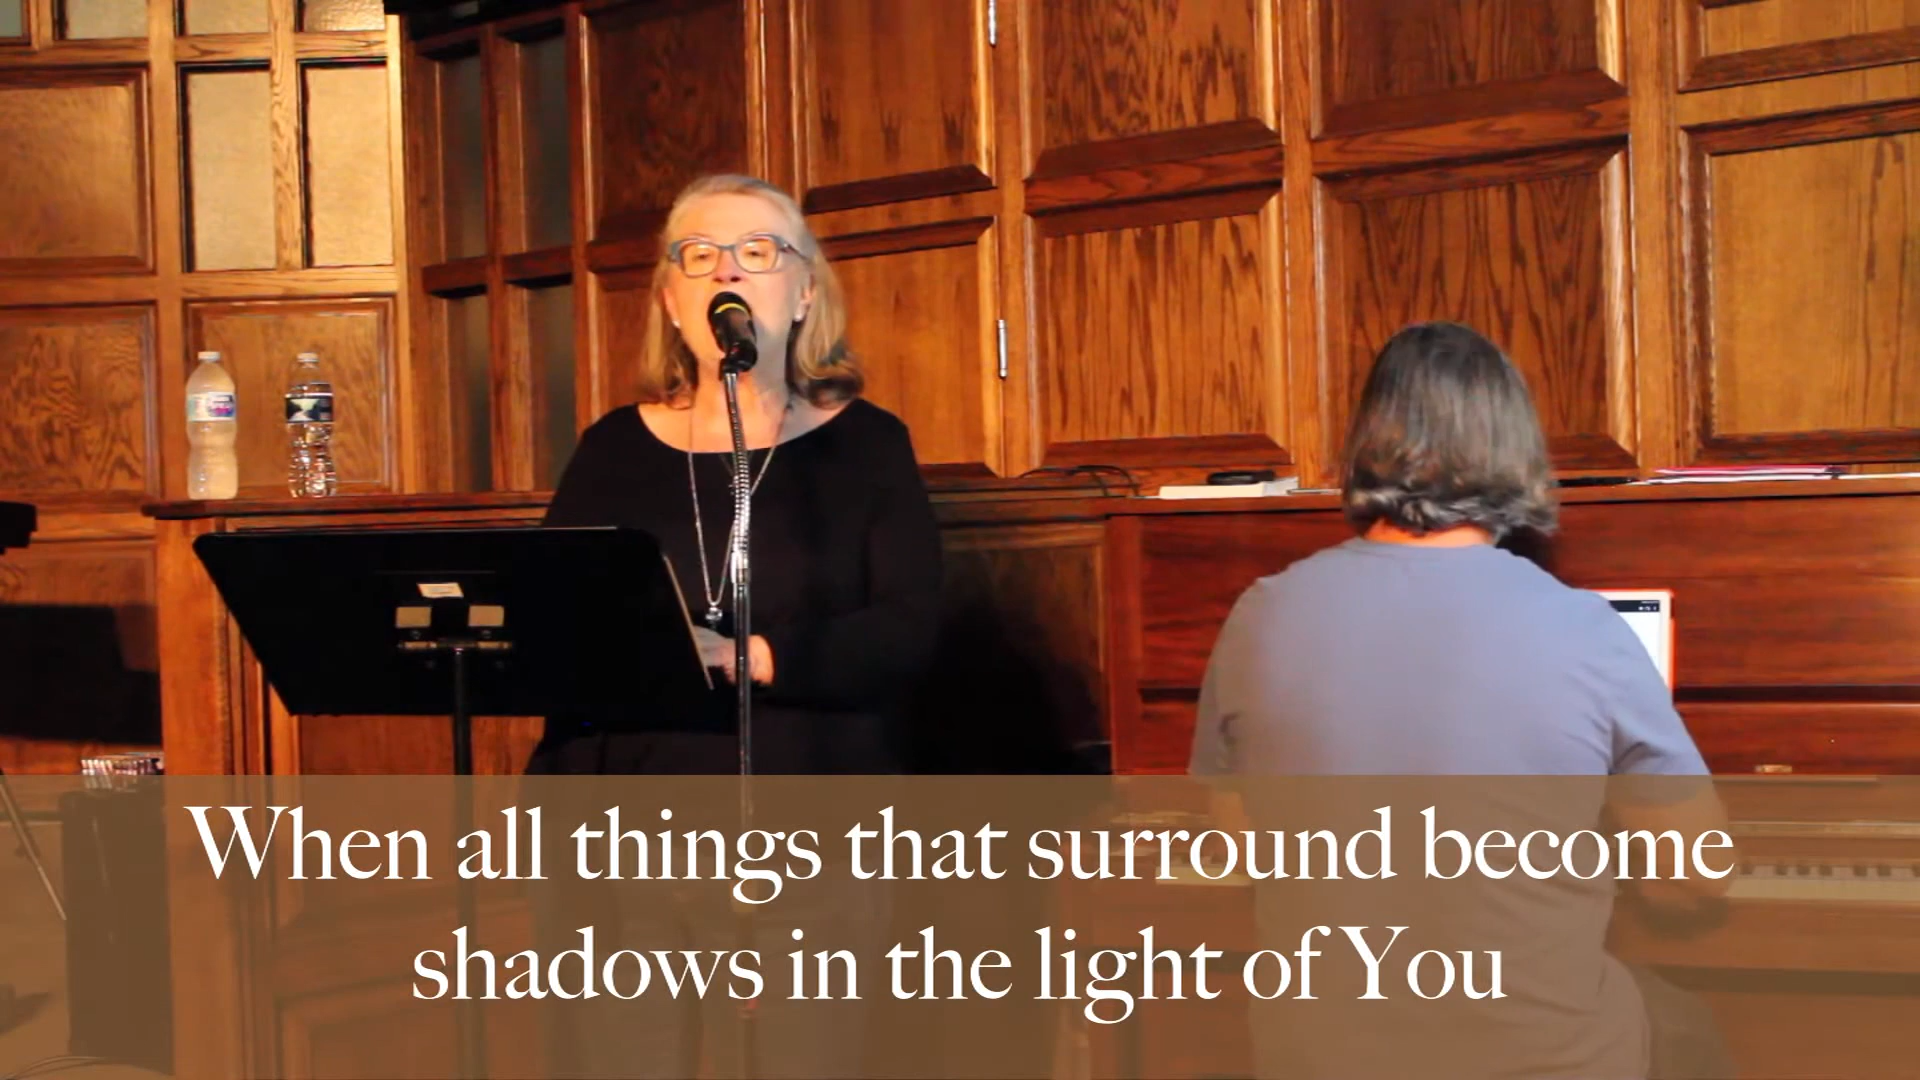 When all things that surround become
shadows in the light of You